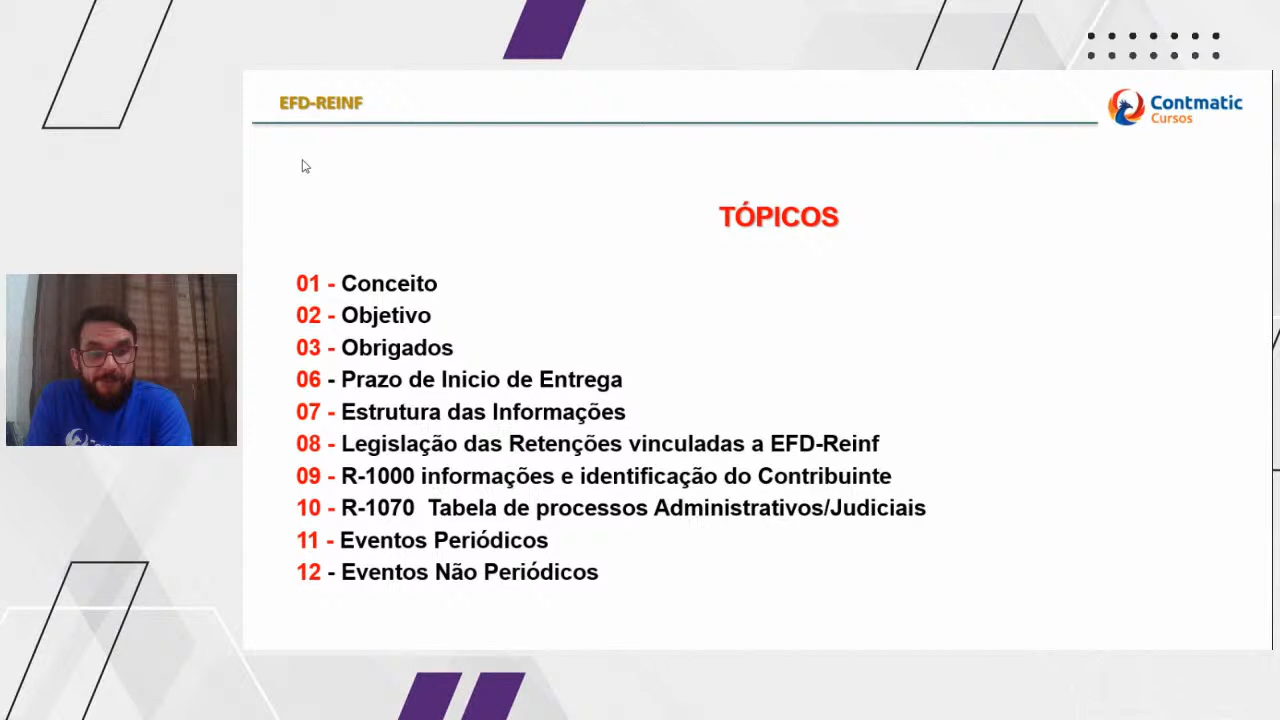 EFD-REINF
Contmatic
Cursos
TÓPICOS
01 - Conceito
02 - Objetivo
03 - Obrigados
06 - Prazo de Inicio de Entrega
07 - Estrutura das Informações
08 - Legislação das Retenções vinculadas a EFD-Reinf
09 - R-1000 informações e identificação do Contribuinte
10 - R-1070 Tabela de processos Administrativos/Judiciais
11 - Eventos Periódicos
12 - Eventos Não Periódicos